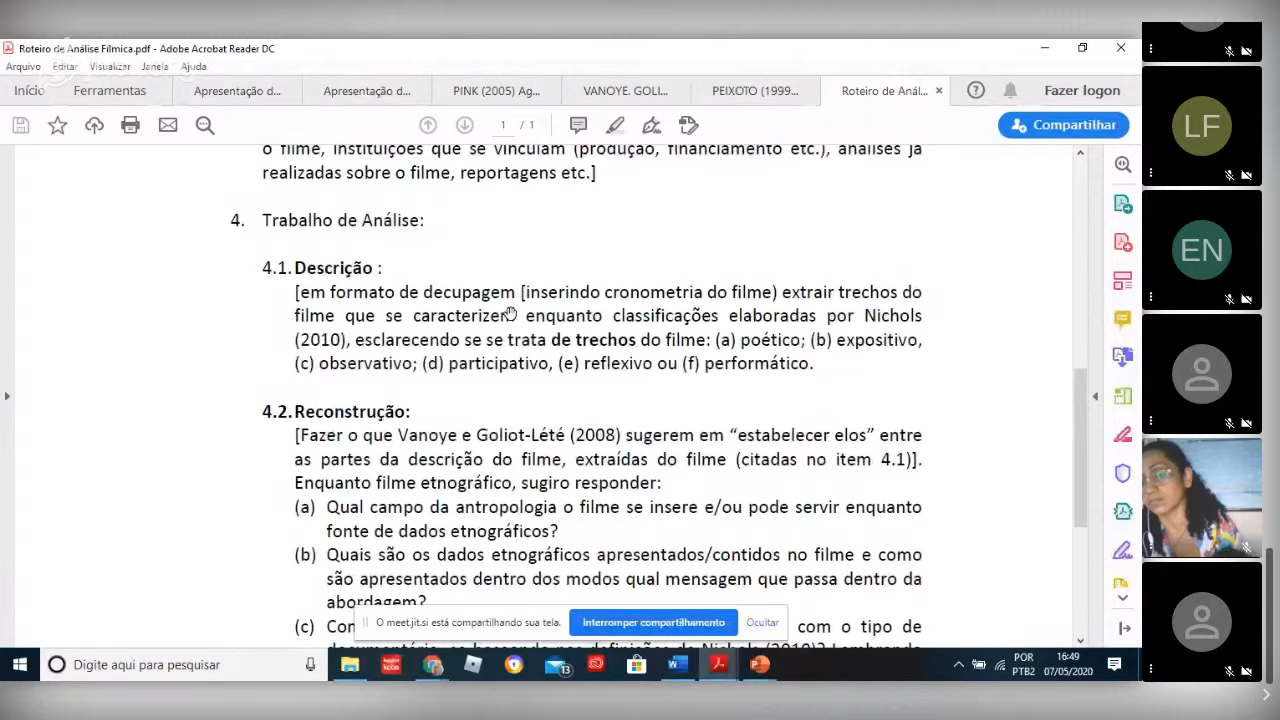 Roteiro de Análise Fílmica.pdf - Adobe Acrobat Reader DC
Arquivo Editar Visualizar Janela Ajuda
Início Ferramentas Apresentação d... Apresentação d... PINK (2005) Ag... VANOYE. GOLI... PEIXOTO (1999... Roteiro de Anál... Fazer logon
1 / 1 Compartilhar
o filme, instituições que se vinculam (produção, financiamento etc.), análises já
realizadas sobre o filme, reportagens etc.]
4. Trabalho de Análise:
4.1. Descrição :
[em formato de decupagem [inserindo cronometria do filme) extrair trechos do
filme que se caracterizem enquanto classificações elaboradas por Nichols
(2010), esclarecendo se se trata de trechos do filme: (a) poético; (b) expositivo,
(c) observativo; (d) participativo, (e) reflexivo ou (f) performático.
4.2. Reconstrução:
[Fazer o que Vanoye e Goliot-Lété (2008) sugerem em “estabelecer elos” entre
as partes da descrição do filme, extraídas do filme (citadas no item 4.1)].
Enquanto filme etnográfico, sugiro responder:
(a) Qual campo da antropologia o filme se insere e/ou pode servir enquanto
fonte de dados etnográficos?
(b) Quais são os dados etnográficos apresentados/contidos no filme e como
são apresentados dentro dos modos qual mensagem que passa dentro da
abordagem?
(c) com o tipo de
O meet.jit.si está compartilhando sua tela. Interromper compartilhamento Ocultar
Digite aqui para pesquisar
13
POR
PTB2
16:49
07/05/2020
LF
EN